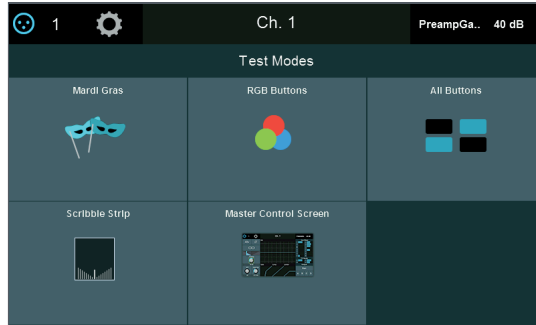 1 Ch. 1 PreampGa.. 40 dB
Test Modes
Mardi Gras RGB Buttons All Buttons
Scribble Strip Master Control Screen